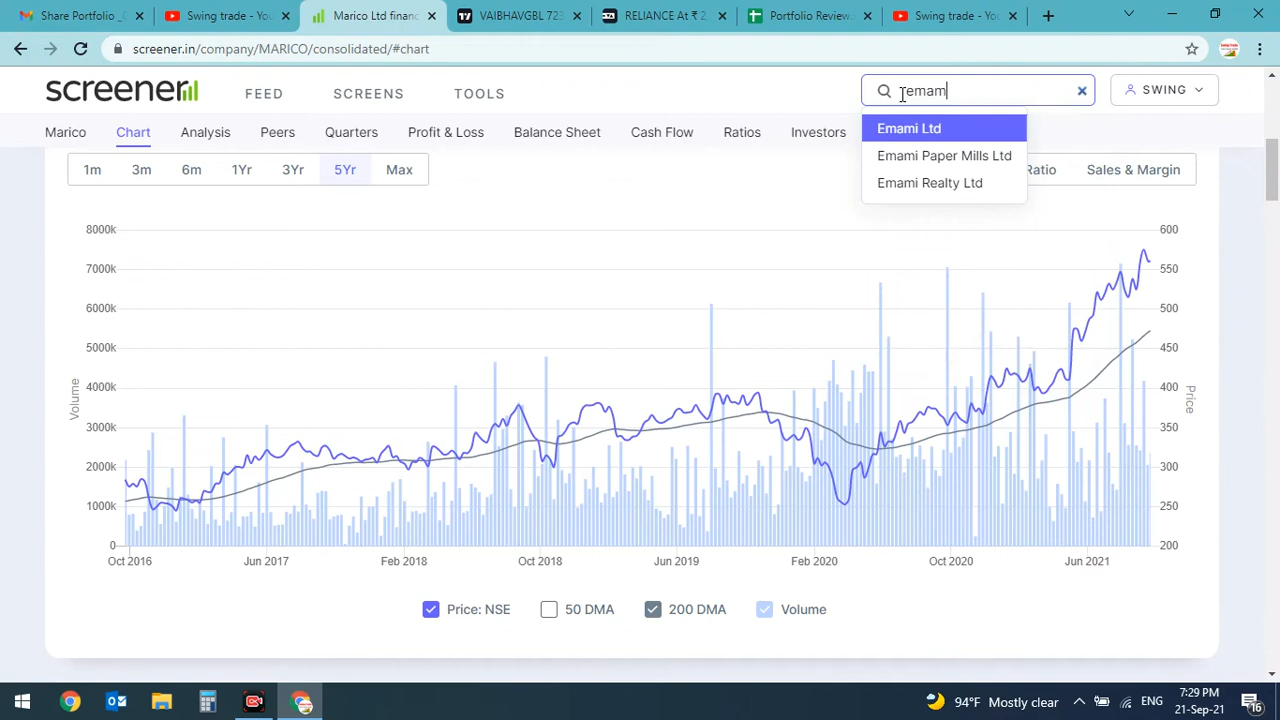 Share Portfolio _G
Swing trade - Yo
Marico Ltd financ
VAIBHAVGBL 723
RELIANCE At ₹ 2,
Portfolio Review
Swing trade - Yo
screener.in/company/MARICO/consolidated/#chart
screener
FEED
SCREENS
TOOLS
emam
SWING
Marico
Chart
Analysis
Peers
Quarters
Profit & Loss
Balance Sheet
Cash Flow
Ratios
Investors
Emami Ltd
Emami Paper Mills Ltd
Emami Realty Ltd
1m
3m
6m
1Yr
3Yr
5Yr
Max
Ratio
Sales & Margin
8000k
7000k
6000k
5000k
4000k
3000k
2000k
1000k
0
Volume
600
550
500
450
400
350
300
250
200
Price
Oct 2016
Jun 2017
Feb 2018
Oct 2018
Jun 2019
Feb 2020
Oct 2020
Jun 2021
Price: NSE
50 DMA
200 DMA
Volume
94°F Mostly clear
ENG
7:29 PM
21-Sep-21
16